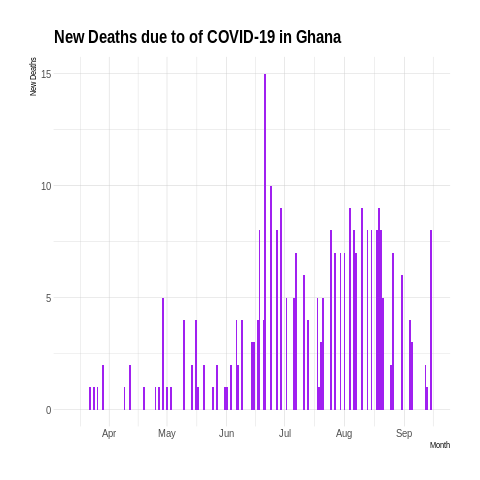 New Deaths due to of COVID-19 in Ghana
New Deaths
15
10
5
0
Apr May Jun Jul Aug Sep
Month